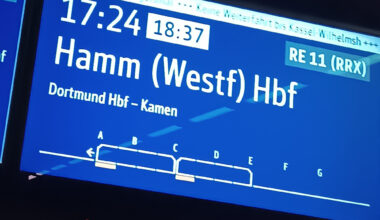 +++ Keine Weiterfahrt bis Kassel Wilhelmsh +++
17:24 18:37
RE 11 (RRX)
Hamm (Westf) Hbf
Dortmund Hbf – Kamen
A B C D E F G